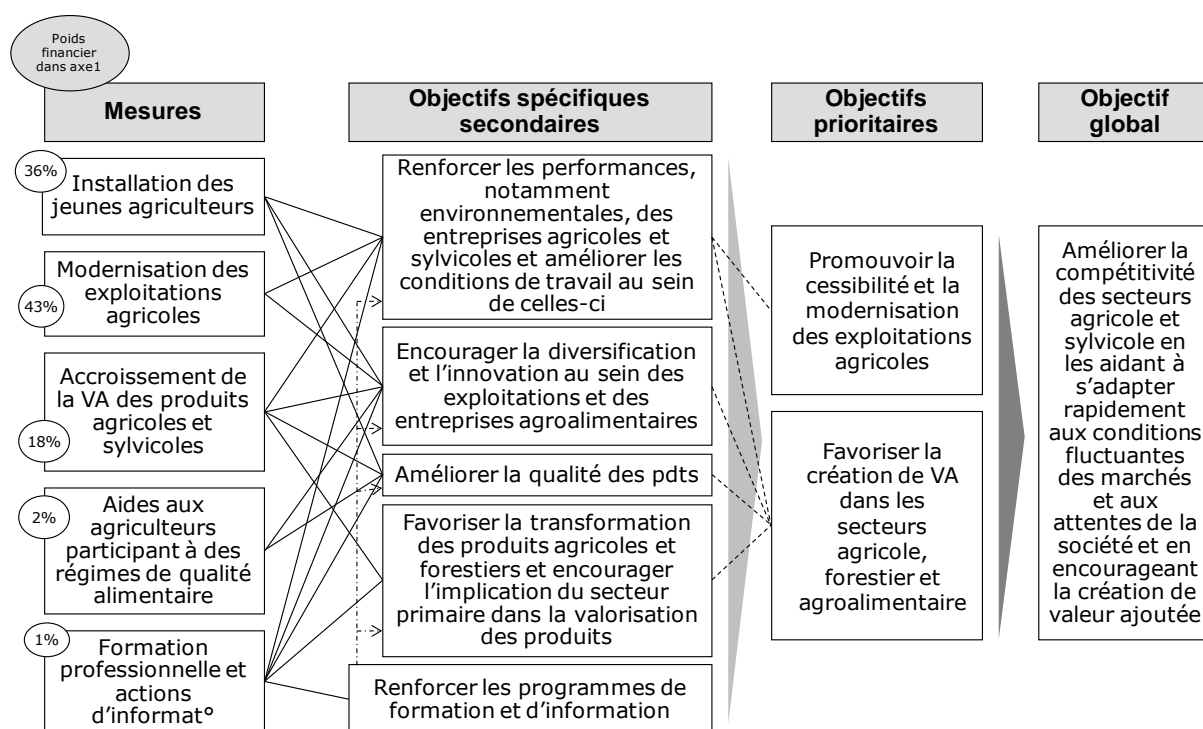 Poids
financier
dans axe1
Mesures
Objectifs spécifiques
secondaires
Objectifs
prioritaires
Objectif
global
36%
Installation des
jeunes agriculteurs
Modernisation des
exploitations
agricoles
43%
Accroissement de
la VA des produits
agricoles et
sylvicoles
18%
Aides aux
agriculteurs
participant à des
régimes de qualité
alimentaire
2%
1%
Formation
professionnelle et
actions
d'informat°
Renforcer les performances,
notamment
environnementales, des
entreprises agricoles et
sylvicoles et améliorer les
conditions de travail au sein
de celles-ci
Encourager la diversification
et l'innovation au sein des
exploitations et des
entreprises agroalimentaires
Améliorer la qualité des pdts
Favoriser la transformation
des produits agricoles et
forestiers et encourager
l'implication du secteur
primaire dans la valorisation
des produits
Renforcer les programmes de
formation et d'information
Promouvoir la
cessibilité et la
modernisation
des exploitations
agricoles
Favoriser la
création de VA
dans les
secteurs
agricole,
forestier et
agroalimentaire
Améliorer la
compétitivité
des secteurs
agricole et
sylvicole en
les aidant à
s'adapter
rapidement
aux conditions
fluctuantes
des marchés
et aux
attentes de la
société et en
encourageant
la création de
valeur ajoutée